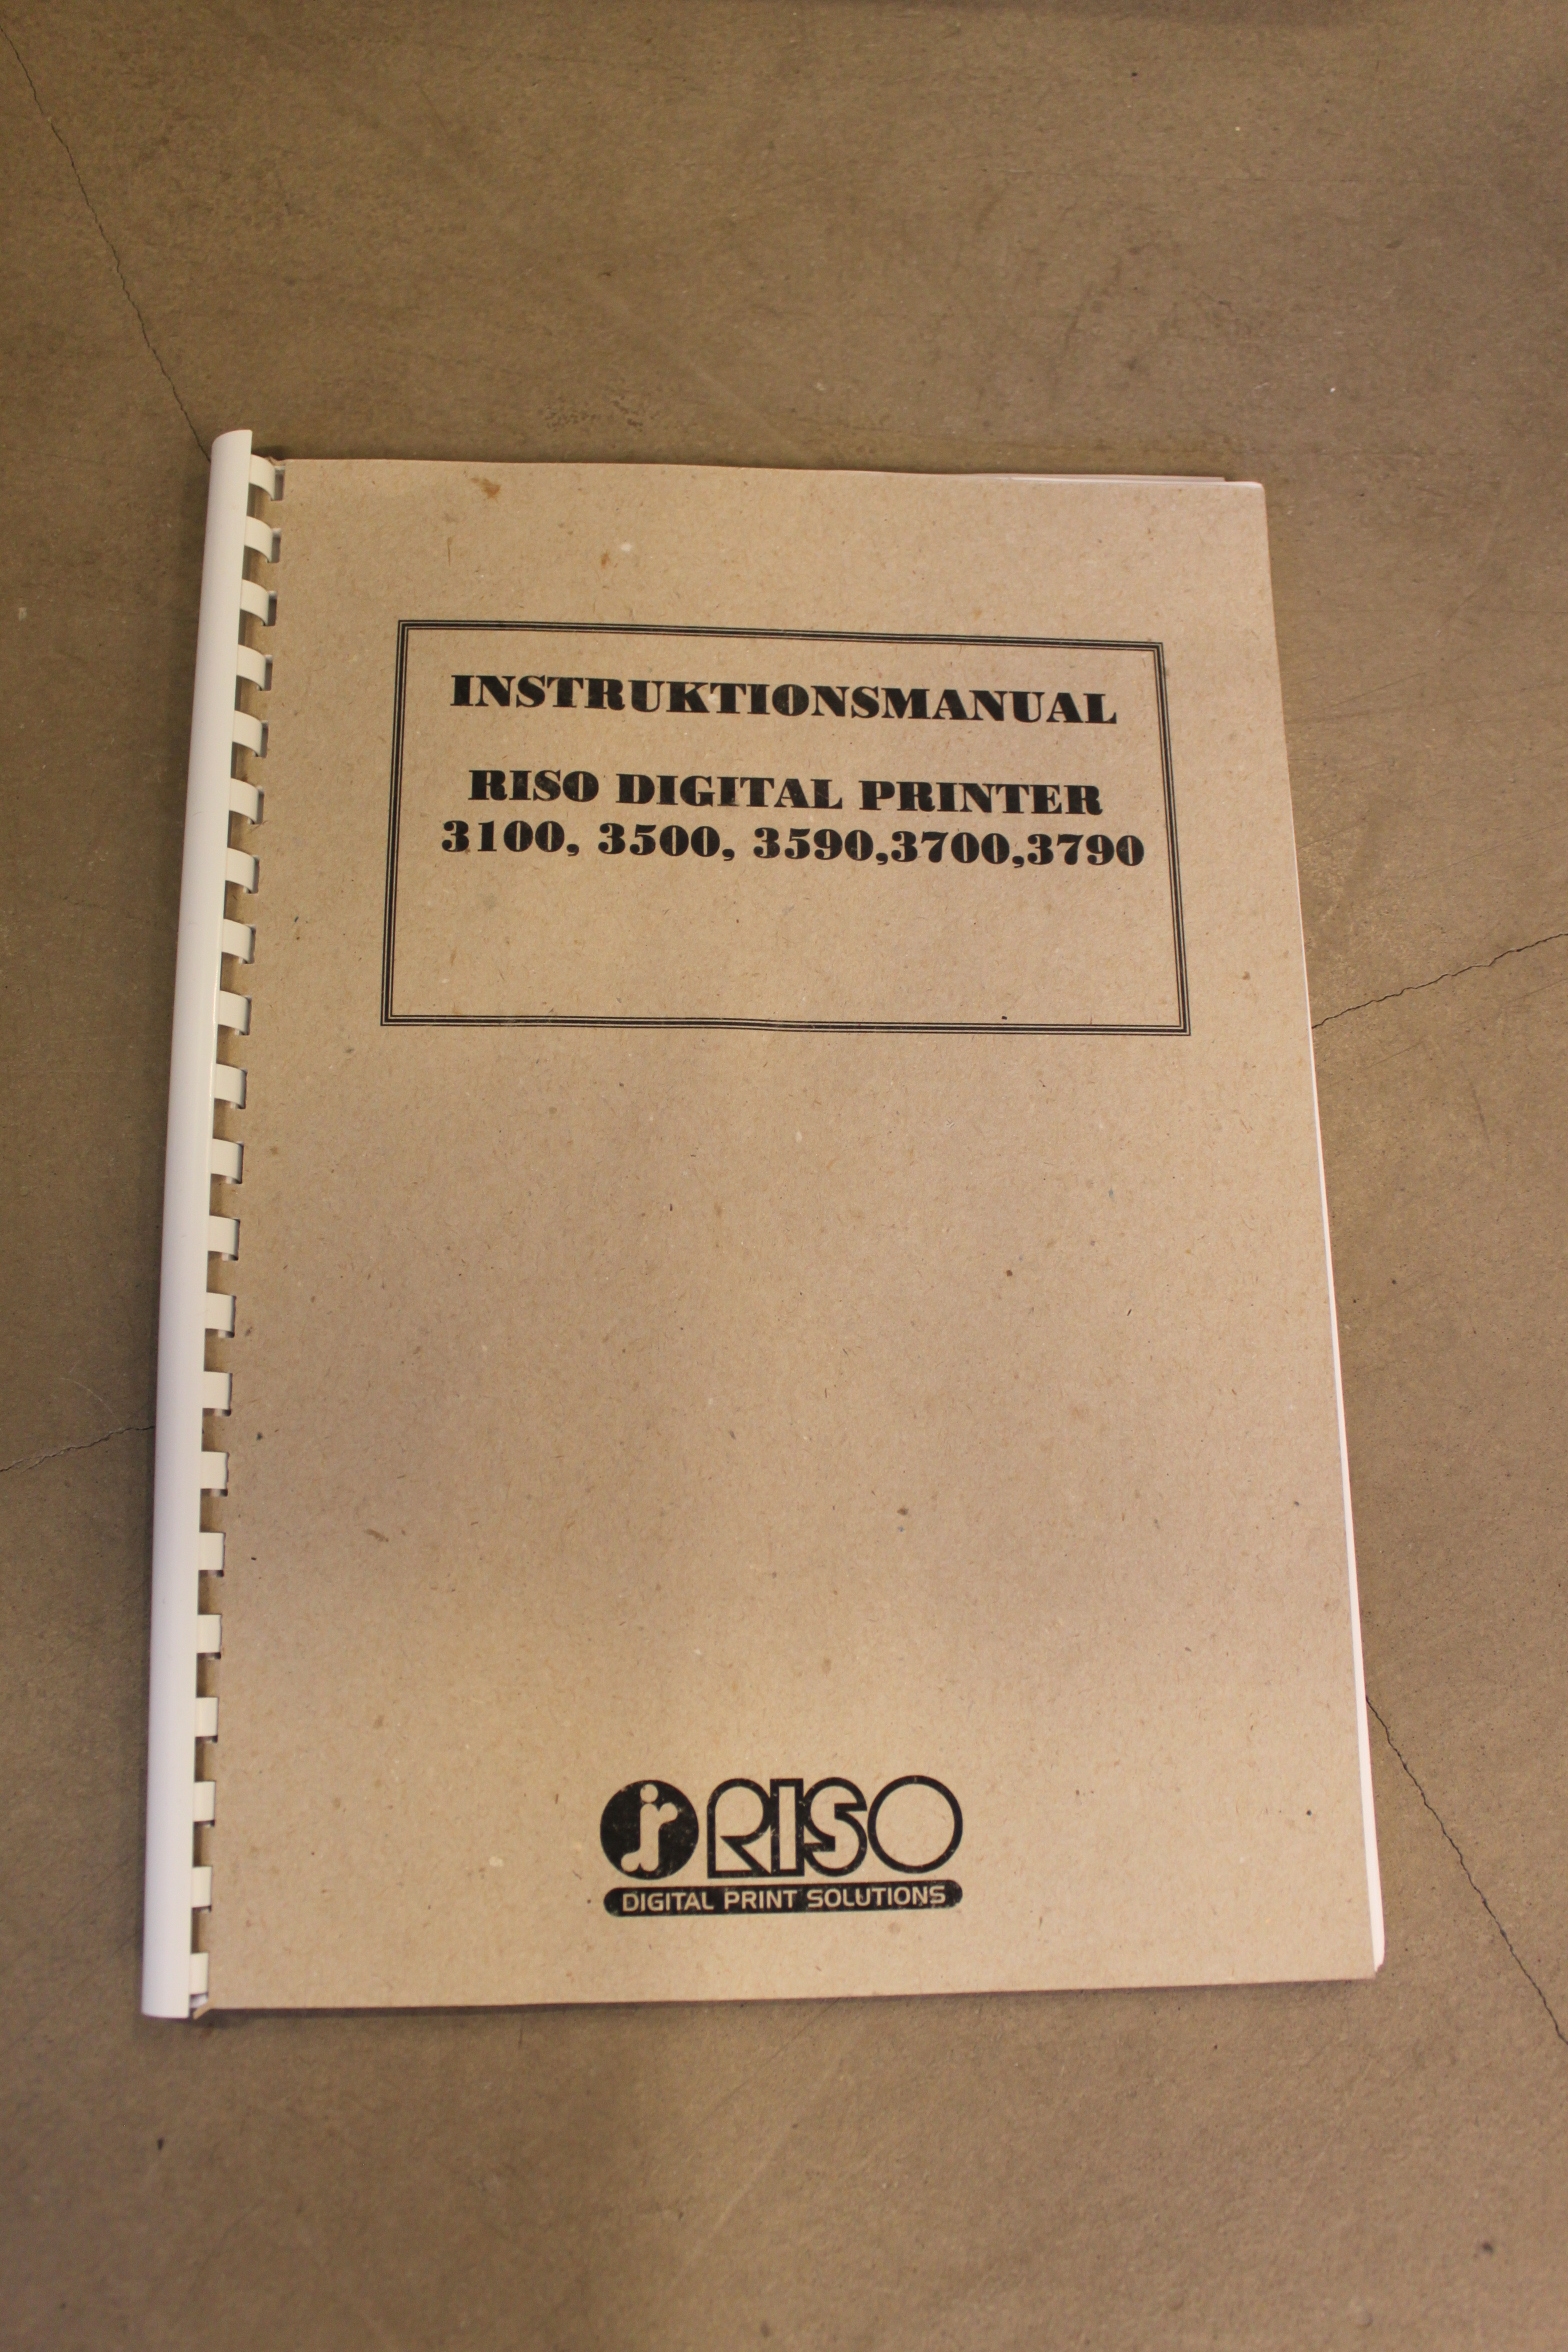 INSTRUKTIONSMANUAL
RISO DIGITAL PRINTER
3100, 3500, 3590,3700,3790
RISO
DIGITAL PRINT SOLUTIONS